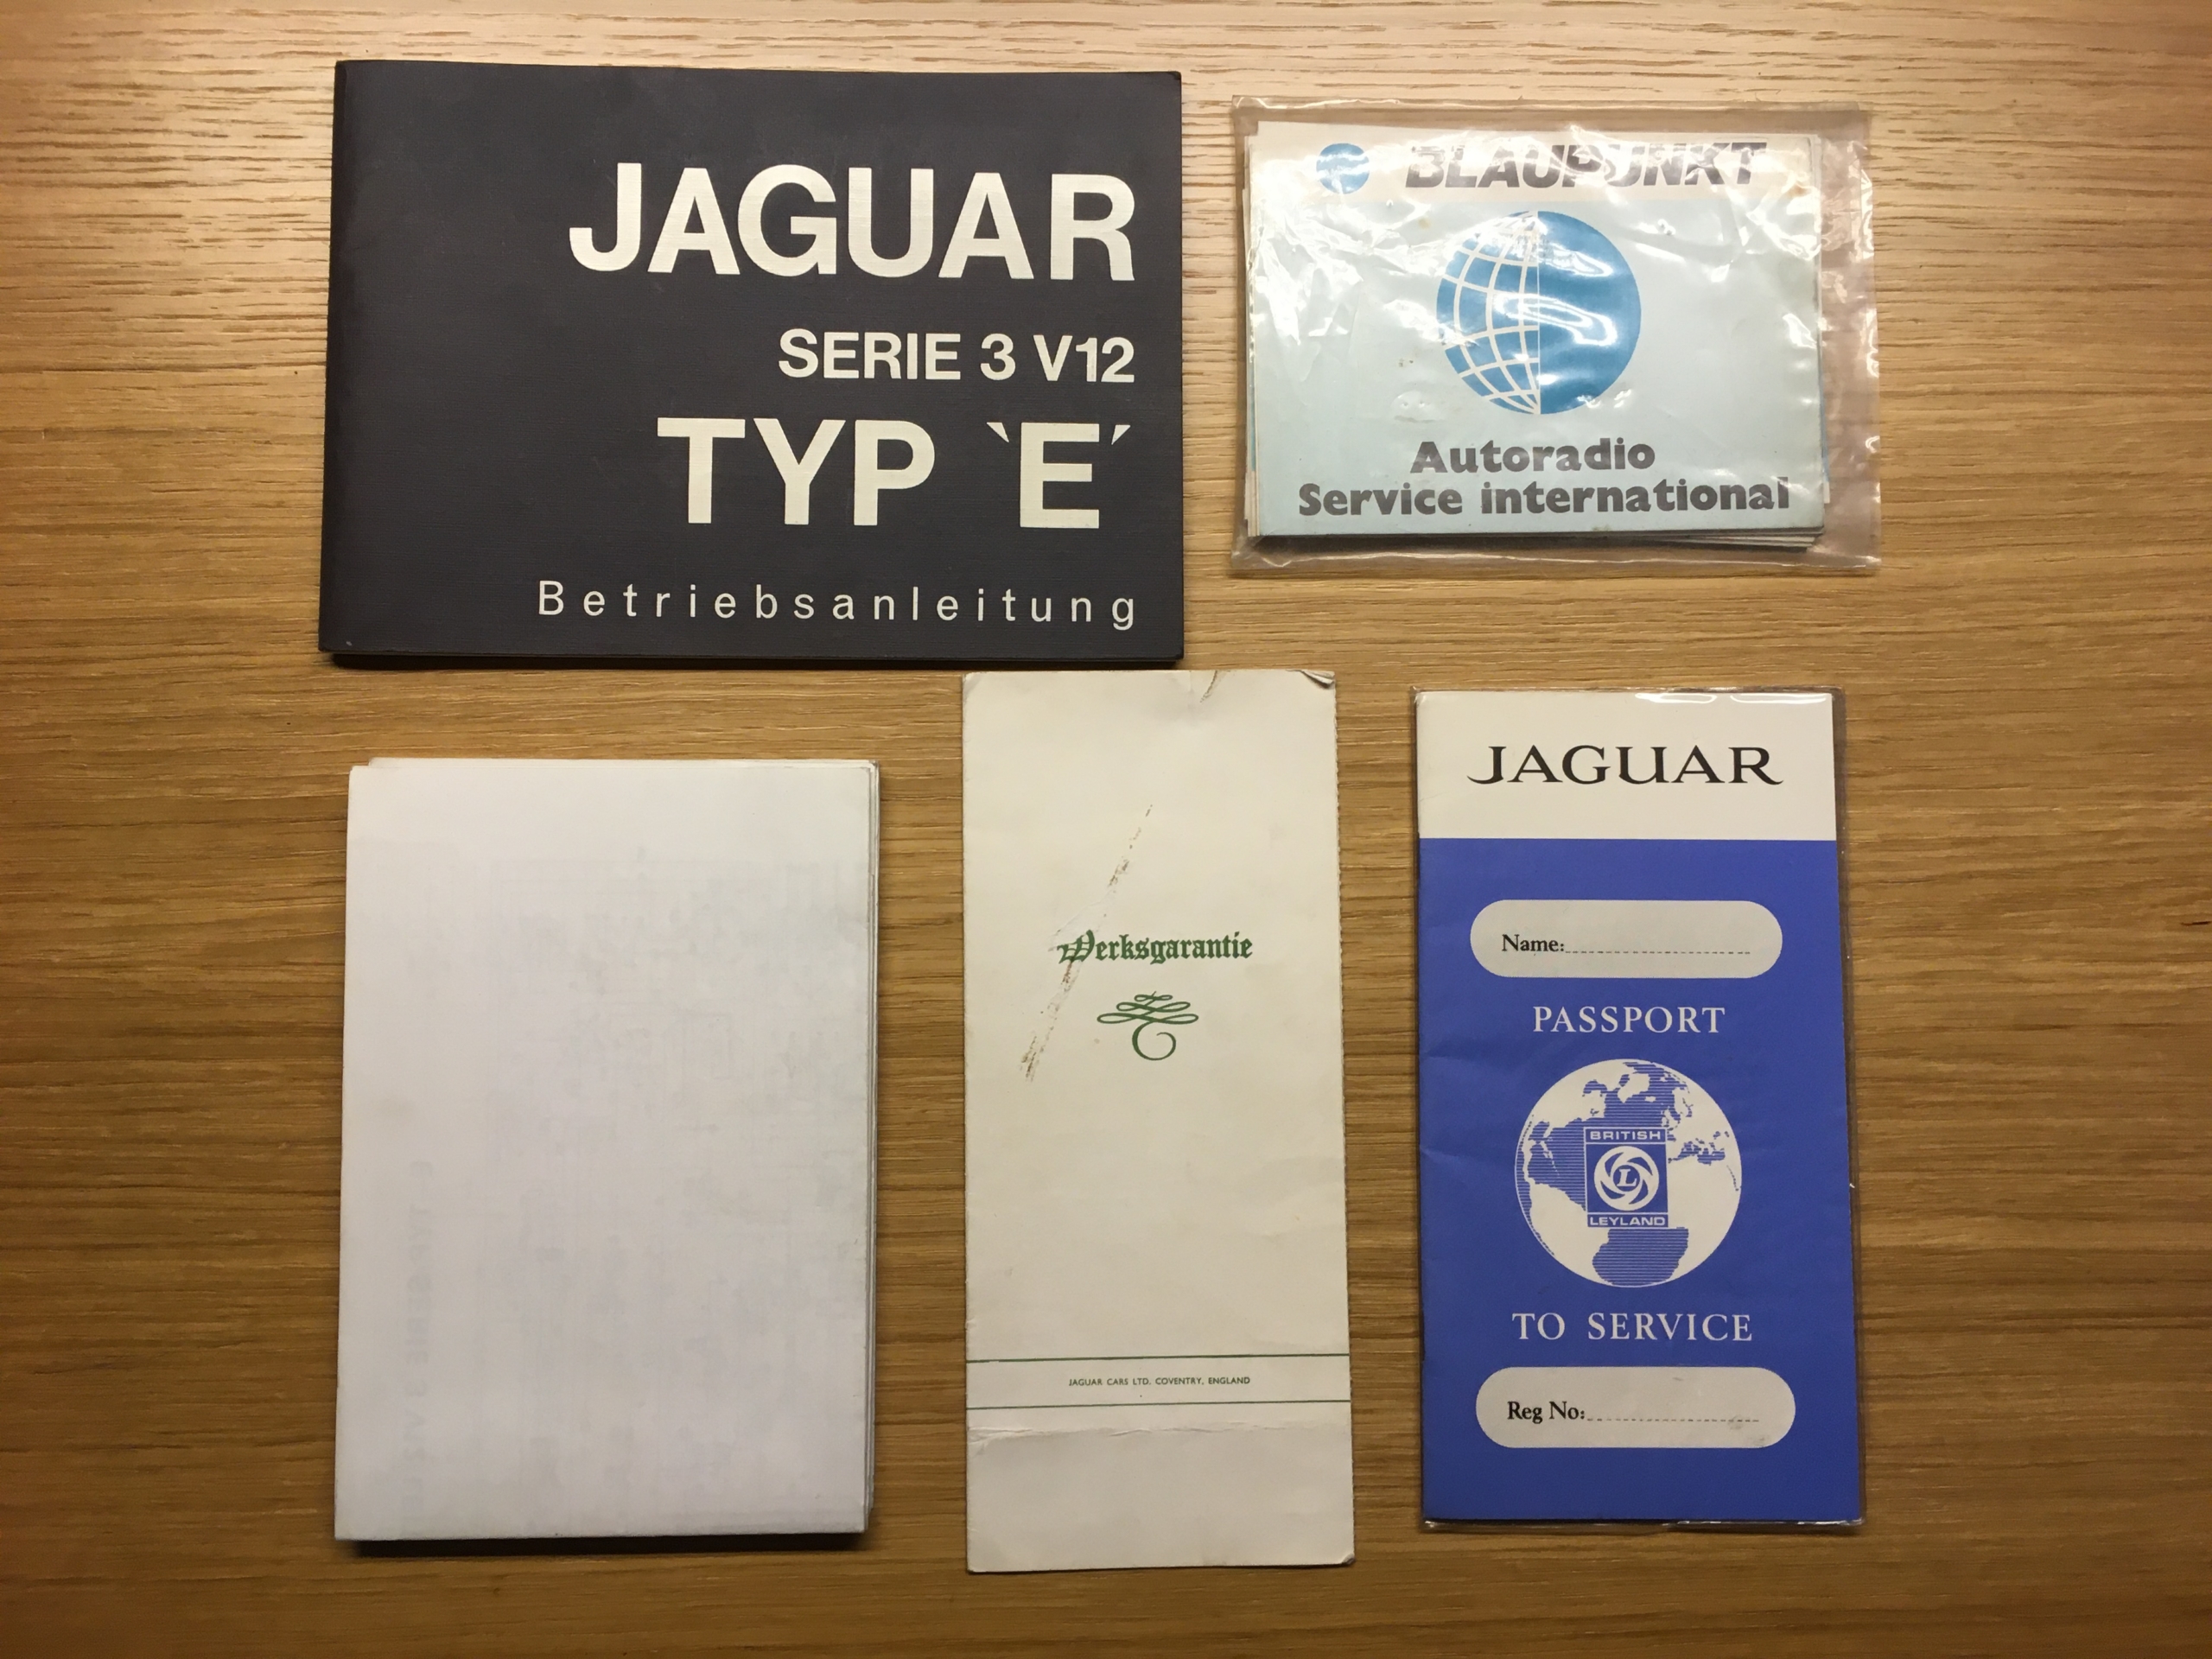 JAGUAR
SERIE 3 V12
TYP `E´
Betriebsanleitung
BLAUPUNKT
Autoradio
Service international
Werksgarantie
JAGUAR CARS LTD. COVENTRY, ENGLAND
JAGUAR
Name:
PASSPORT
BRITISH
L
LEYLAND
TO SERVICE
Reg No: